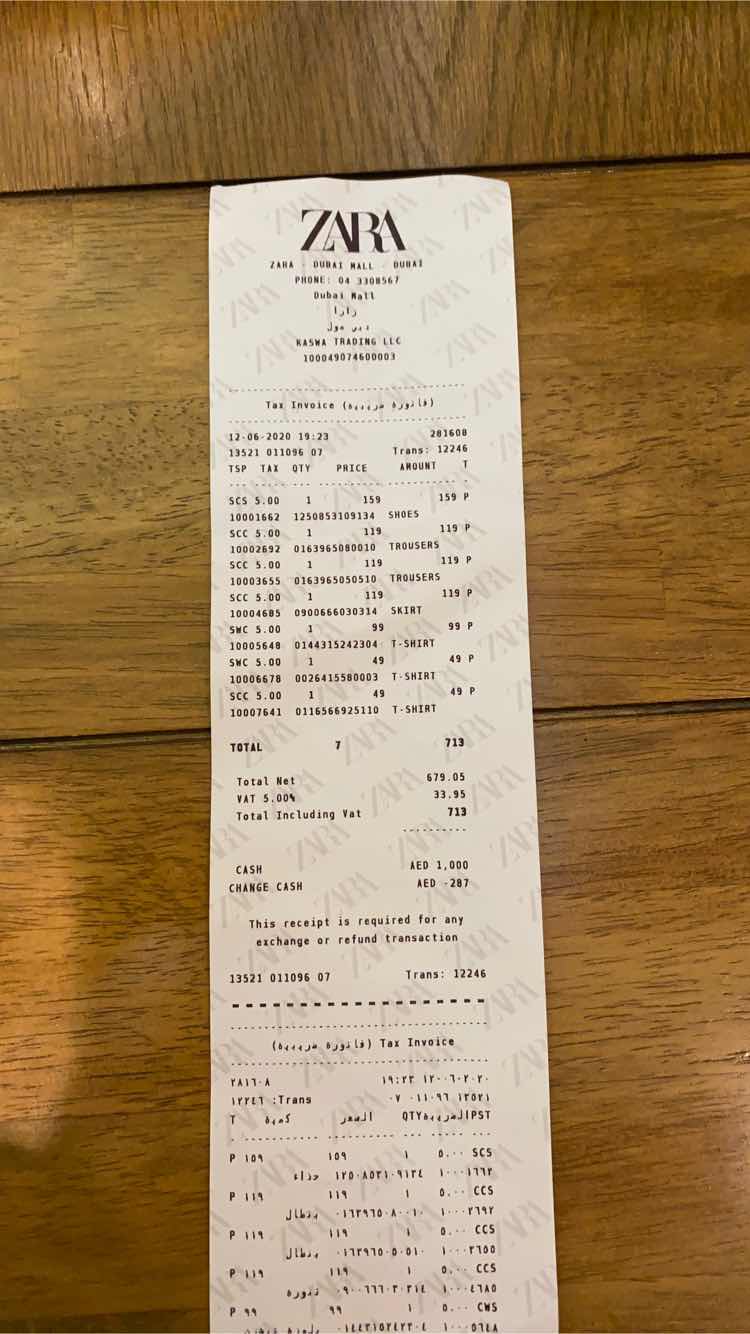 ZARA
ZARA - DUBAI MALL - DUBAI
PHONE: 04 3308567
Dubai Mall
زارا
دبي مول
KASWA TRADING LLC
100049074600003
Tax Invoice (فاتورة ضريبية)
12-06-2020 19:23 281608
13521 011096 07 Trans: 12246
TSP TAX QTY PRICE AMOUNT T
SCS 5.00 1 159 159 P
10001662 1250853109134 SHOES
SCC 5.00 1 119 119 P
10002692 0163965080010 TROUSERS
SCC 5.00 1 119 119 P
10003655 0163965050510 TROUSERS
SCC 5.00 1 119 119 P
10004685 0900666030314 SKIRT
SWC 5.00 1 99 99 P
10005648 0144315242304 T-SHIRT
SWC 5.00 1 49 49 P
10006678 0026415580003 T-SHIRT
SCC 5.00 1 49 49 P
10007641 0116566925110 T-SHIRT
TOTAL 7 713
Total Net 679.05
VAT 5.00% 33.95
Total Including Vat 713
CASH AED 1,000
CHANGE CASH AED -287
This receipt is required for any
exchange or refund transaction
13521 011096 07 Trans: 12246
(فاتورة ضريبية) Tax Invoice
٢٨١٦٠٨ ١٩:٢٣ ١٢٠٠٦٠٢٠٢٠
١٢٢٤٦ :Trans ٠٧ ٠١١٠٩٦ ١٣٥٢١
T كمية السعر QTYالضريبةPST
P ١٥٩ ١٥٩ ١ ٥.٠٠ SCS
حذاء ١٢٥٠٨٥٣١٠٩١٣٤ ١٠٠٠١٦٦٢
P ١١٩ ١١٩ ١ ٥.٠٠ CCS
بنطال ٠١٦٣٩٦٥٠٨٠٠١٠ ١٠٠٠٢٦٩٢
P ١١٩ ١١٩ ١ ٥.٠٠ CCS
بنطال ٠١٦٣٩٦٥٠٥٠٥١٠ ١٠٠٠٣٦٥٥
P ١١٩ ١١٩ ١ ٥.٠٠ CCS
تنورة ٠٩٠٠٦٦٦٠٣٠٣١٤ ١٠٠٠٤٦٨٥
P ٩٩ ٩٩ ١ ٥.٠٠ CWS
٠١٤٤٣١٥٢٤٢٣٠٤ ١٠٠٠٥٦٤٨